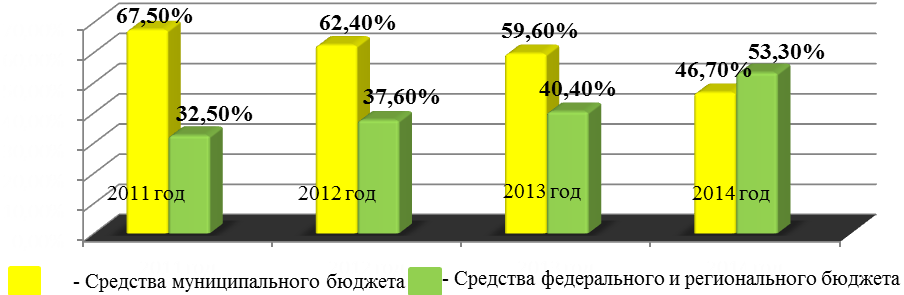 67,50%
62,40%
59,60%
53,30%
46,70%
32,50%
37,60%
40,40%
2011 год
2012 год
2013 год
2014 год
- Средства муниципального бюджета
- Средства федерального и регионального бюджета